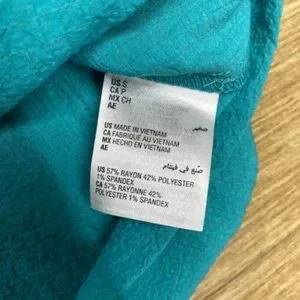 US S
CA P
MX CH
AE صغير
US MADE IN VIETNAM
CA FABRIQUÉ AU VIETNAM
MX HECHO EN VIETNAM
AE صنع في فيتنام
US 57% RAYON 42% POLYESTER
1% SPANDEX
CA 57% RAYONNE 42%
POLYESTER 1% SPANDEX